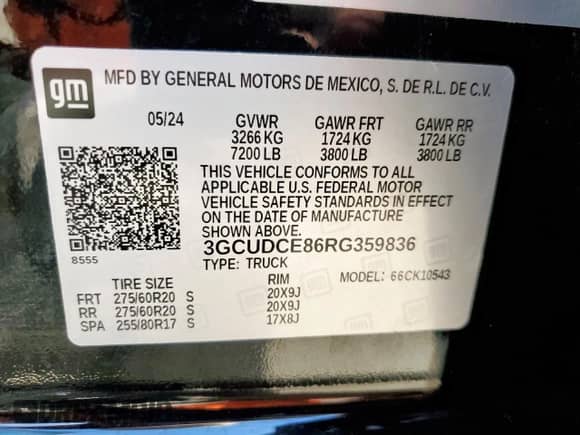 gm MFD BY GENERAL MOTORS DE MEXICO, S. DE R.L. DE C.V.
05/24 GVWR GAWR FRT GAWR RR
3266 KG 1724 KG 1724 KG
7200 LB 3800 LB 3800 LB
THIS VEHICLE CONFORMS TO ALL
APPLICABLE U.S. FEDERAL MOTOR
VEHICLE SAFETY STANDARDS IN EFFECT
ON THE DATE OF MANUFACTURE
SHOWN ABOVE.
8555 3GCUDCE86RG359836
TYPE: TRUCK MODEL: 66CK10543
TIRE SIZE RIM
FRT 275/60R20 S 20X9J
RR 275/60R20 S 20X9J
SPA 255/80R17 S 17X8J